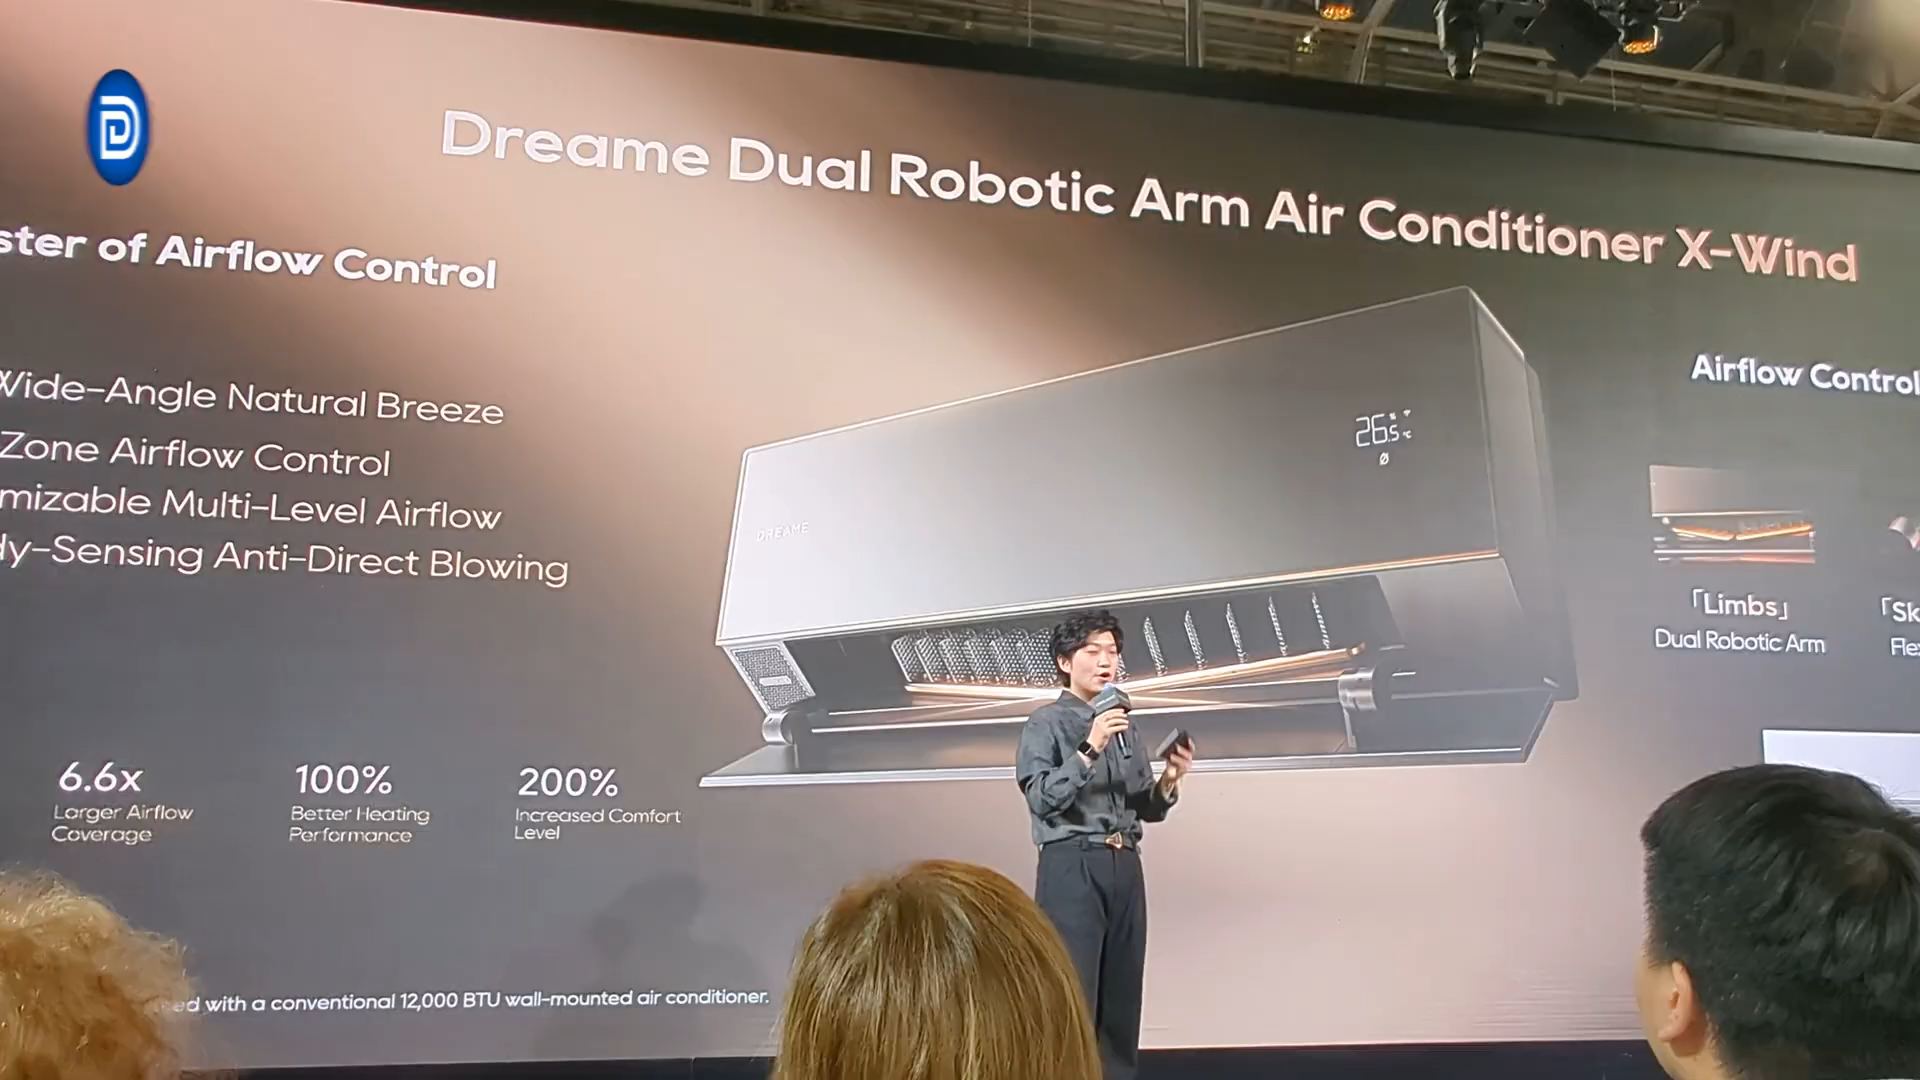 D
Dreame Dual Robotic Arm Air Conditioner X-Wind
ster of Airflow Control
Wide-Angle Natural Breeze
Zone Airflow Control
mizable Multi-Level Airflow
dy-Sensing Anti-Direct Blowing
6.6x
Larger Airflow
Coverage
100%
Better Heating
Performance
200%
Increased Comfort
Level
ed with a conventional 12,000 BTU wall-mounted air conditioner.
DREAME
26.5 °C
Airflow Control
「Limbs」
Dual Robotic Arm
「Sk
Flex